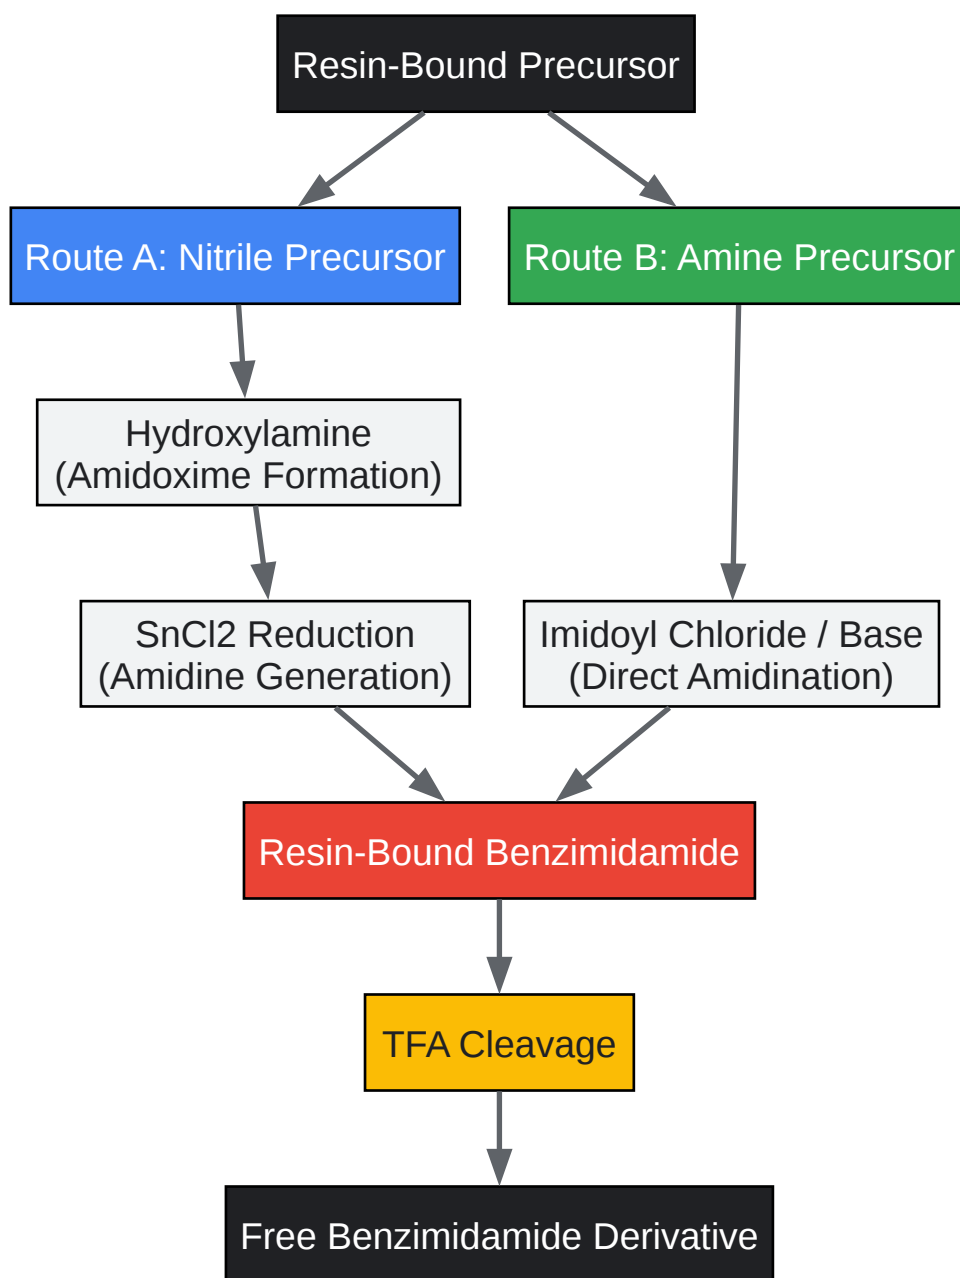 Resin-Bound Precursor
Route A: Nitrile Precursor
Route B: Amine Precursor
Hydroxylamine
(Amidoxime Formation)
SnCl2 Reduction
(Amidine Generation)
Imidoyl Chloride / Base
(Direct Amidination)
Resin-Bound Benzimidamide
TFA Cleavage
Free Benzimidamide Derivative